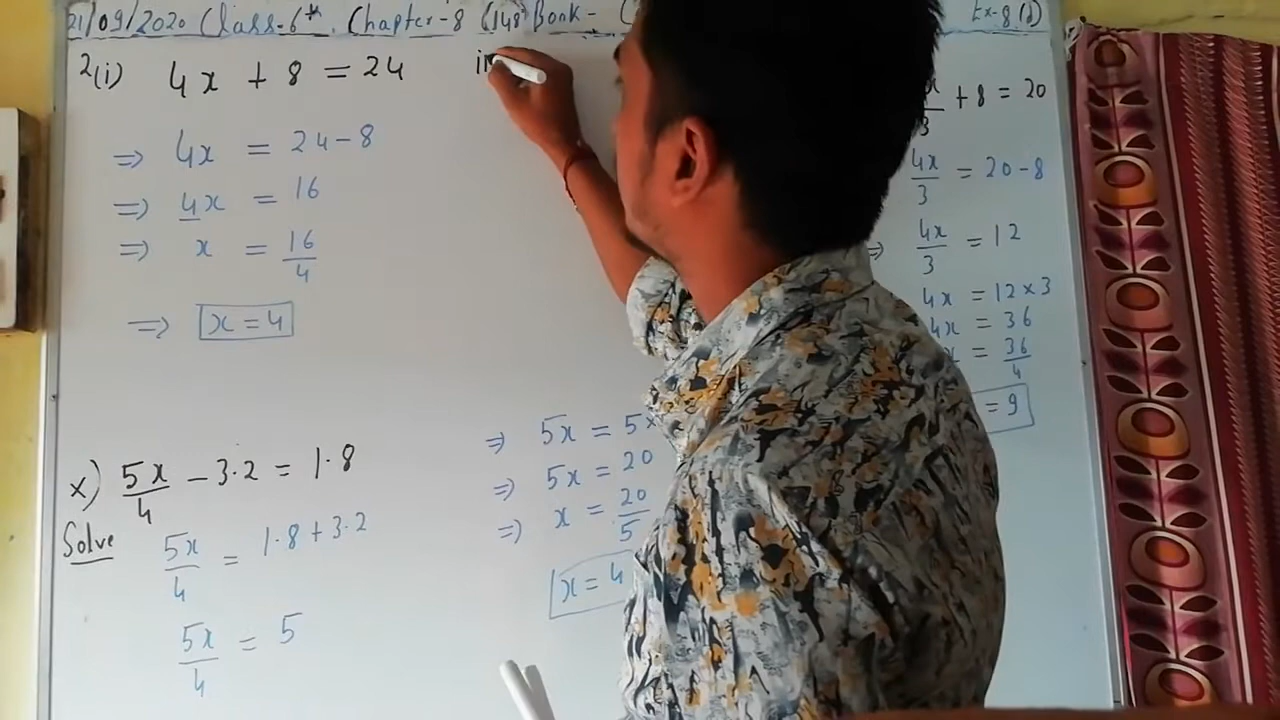 21/09/2020 Class-6th. Chapter-8 (148) Book- (
Ex-8(b)
2(i) 4x + 8 = 24
⇒ 4x = 24-8
⇒ 4x = 16
⇒ x = 16/4
⇒ x = 4
x) 5x/4 - 3.2 = 1.8
Solve 5x/4 = 1.8 + 3.2
5x/4 = 5
⇒ 5x = 5×
⇒ 5x = 20
⇒ x = 20/5
x = 4
/3 + 8 = 20
4x/3 = 20-8
⇒ 4x/3 = 12
4x = 12×3
4x = 36
x = 36/4
= 9